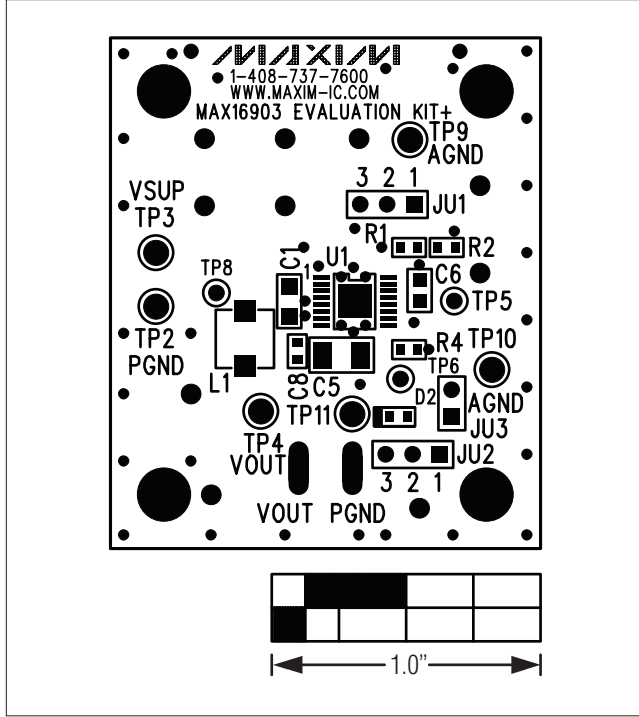 MAXIM
1-408-737-7600
WWW.MAXIM-IC.COM
MAX16903 EVALUATION KIT+
TP9
AGND
VSUP
TP3
3 2 1
JU1
R1
R2
C1
U1
1
C6
TP8
TP5
TP2
PGND
L1
C8
C5
R4
TP10
TP6
D2
AGND
JU3
TP11
TP4
VOUT
JU2
3 2 1
VOUT PGND
1.0”